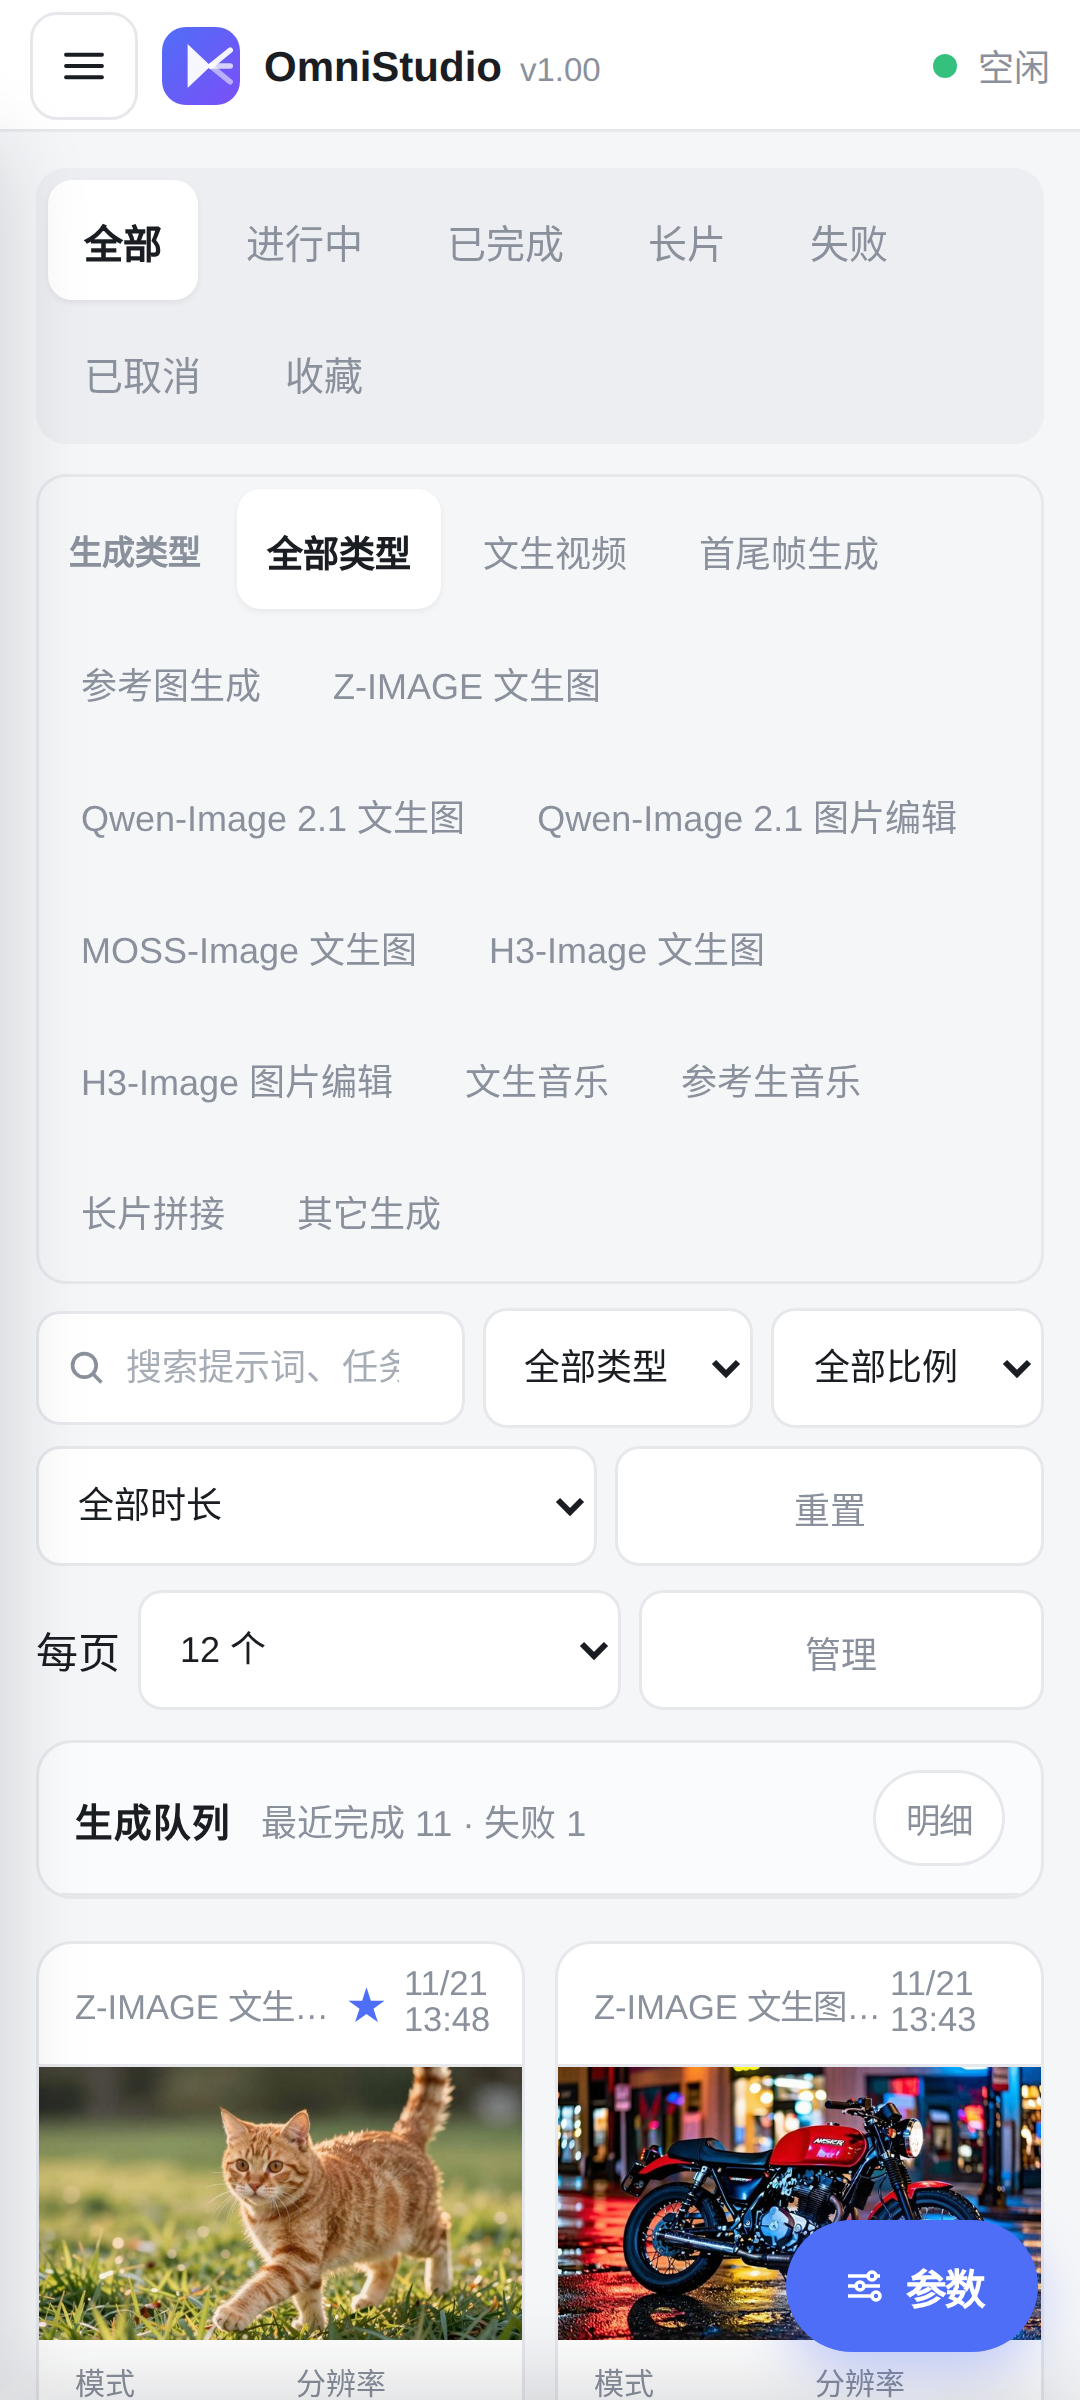 OmniStudio v1.00 空闲
全部 进行中 已完成 长片 失败
已取消 收藏
生成类型 全部类型 文生视频 首尾帧生成
参考图生成 Z-IMAGE 文生图
Qwen-Image 2.1 文生图 Qwen-Image 2.1 图片编辑
MOSS-Image 文生图 H3-Image 文生图
H3-Image 图片编辑 文生音乐 参考生音乐
长片拼接 其它生成
搜索提示词、任 全部类型 全部比例
全部时长 重置
每页 12 个 管理
生成队列 最近完成 11 · 失败 1 明细
Z-IMAGE 文生… ★ 11/21 13:48
Z-IMAGE 文生图… 11/21 13:43
参数
模式 分辨率 模式 分辨率